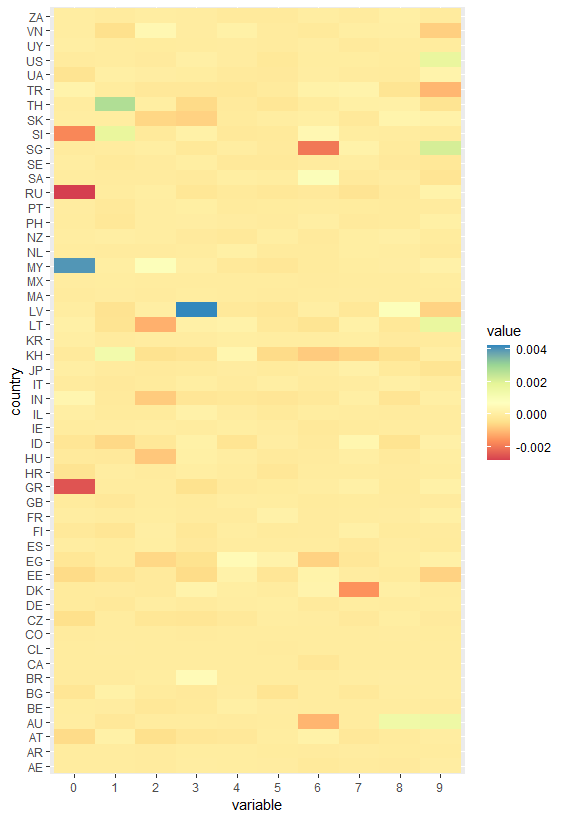 ZA
VN
UY
US
UA
TR
TH
SK
SI
SG
SE
SA
RU
PT
PH
NZ
NL
MY
MX
MA
LV
LT
KR
KH
JP
IT
IN
IL
IE
ID
HU
HR
GR
GB
FR
FI
ES
EG
EE
DK
DE
CZ
CO
CL
CA
BR
BG
BE
AU
AT
AR
AE
country
0 1 2 3 4 5 6 7 8 9
variable
value
0.004
0.002
0.000
-0.002